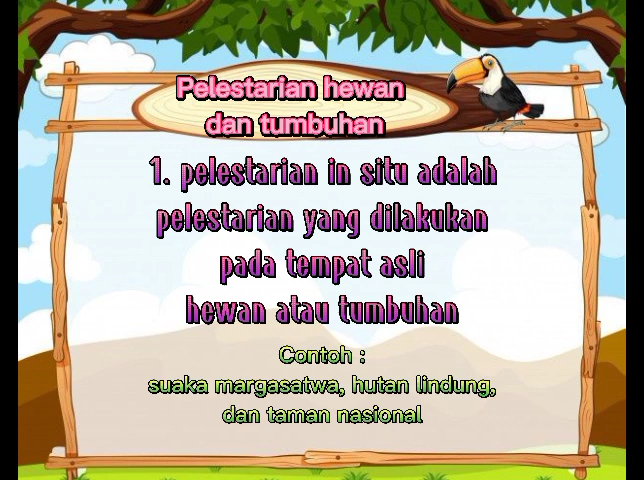 Pelestarian hewan
dan tumbuhan
1. pelestarian in situ adalah
pelestarian yang dilakukan
pada tempat asli
hewan atau tumbuhan
Contoh :
suaka margasatwa, hutan lindung,
dan taman nasional